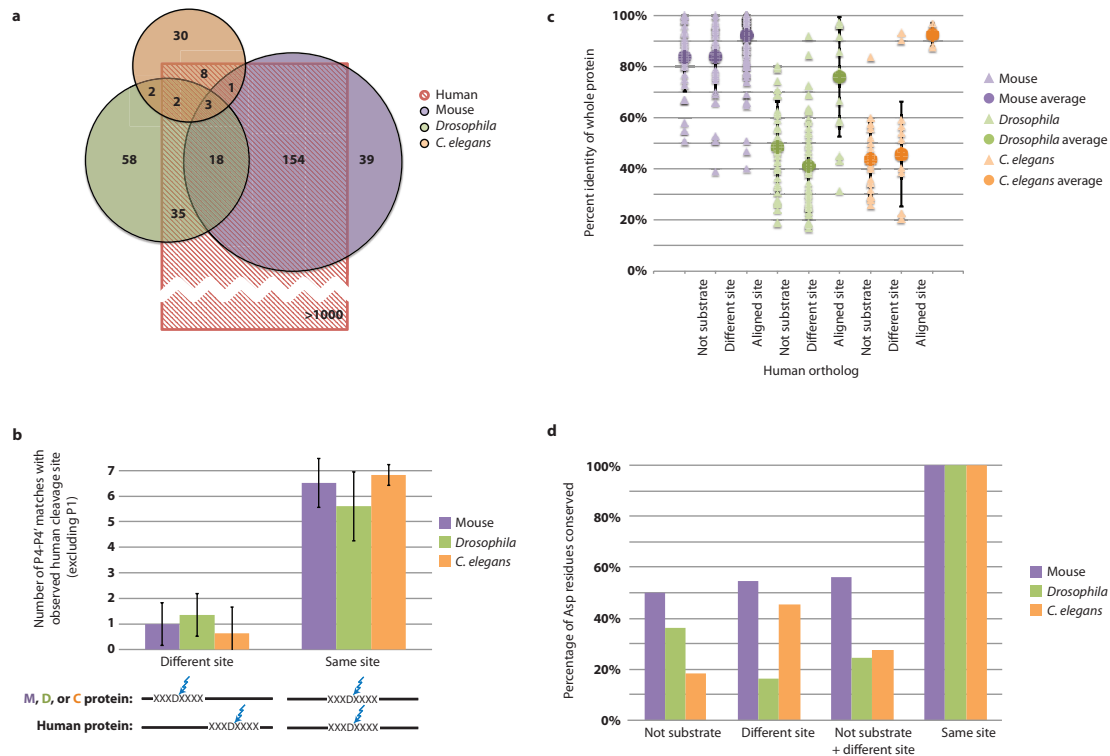 a
30
8
1
2
2
3
58
18
154
39
35
>1000
Human
Mouse
Drosophila
C. elegans
c
Percent identity of whole protein
100%
80%
60%
40%
20%
0%
Not substrate
Different site
Aligned site
Not substrate
Different site
Aligned site
Not substrate
Different site
Aligned site
Human ortholog
Mouse
Mouse average
Drosophila
Drosophila average
C. elegans
C. elegans average
b
Number of P4-P4' matches with
observed human cleavage site
(excluding P1)
7
6
5
4
3
2
1
0
Different site
Same site
Mouse
Drosophila
C. elegans
M, D, or C protein:
XXXDXXXX
XXXDXXXX
Human protein:
XXXDXXXX
XXXDXXXX
d
Percentage of Asp residues conserved
100%
80%
60%
40%
20%
0%
Not substrate
Different site
Not substrate
+ different site
Same site
Mouse
Drosophila
C. elegans